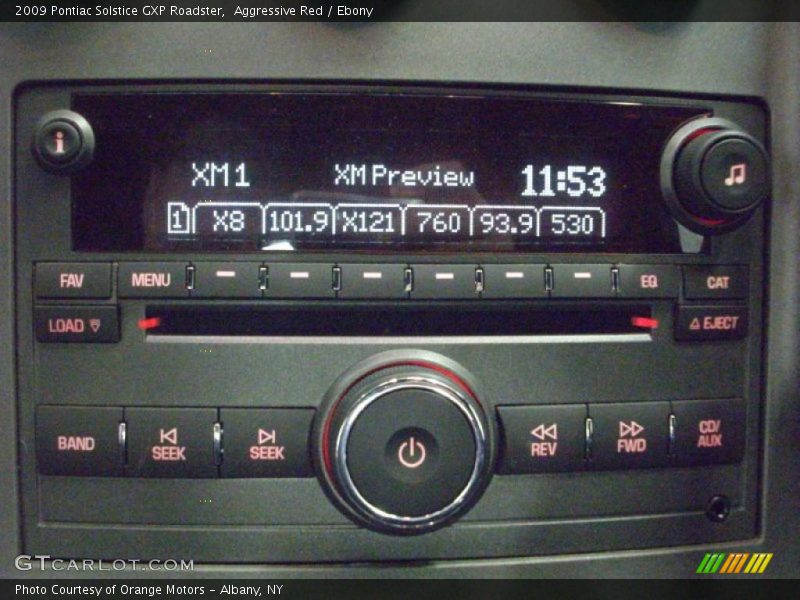 2009 Pontiac Solstice GXP Roadster,  Aggressive Red / Ebony
i
XM1 XM Preview 11:53
1 X8 101.9 X121 760 93.9 530
FAV MENU EQ CAT
LOAD EJECT
BAND SEEK SEEK REV FWD CD/AUX
GTCARLOT.COM
Photo Courtesy of Orange Motors - Albany, NY